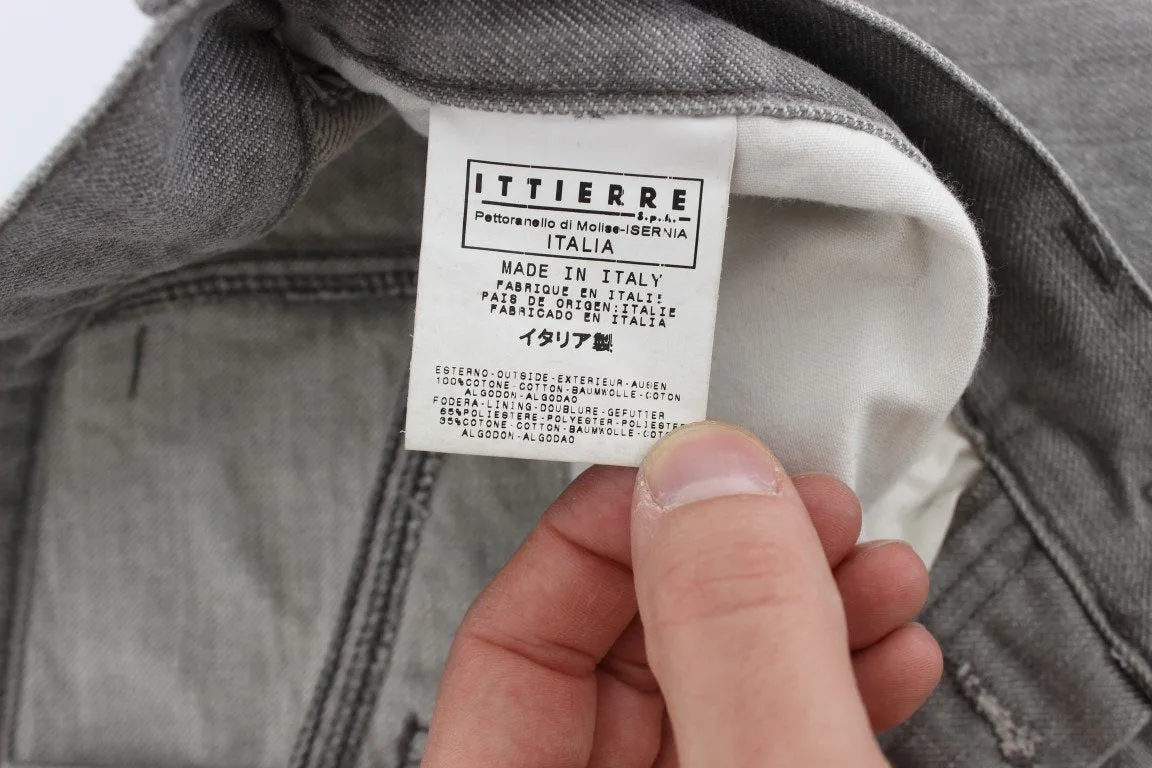 ITTIERRE
S.p.A.
Pettoranello di Molise-ISERNIA
ITALIA
MADE IN ITALY
FABRIQUE EN ITALIE
PAIS DE ORIGEN:ITALIE
FABRICADO EN ITALIA
イタリア製
ESTERNO-OUTSIDE-EXTERIEUR-AUßEN
100%COTONE-COTTON-BAUMWOLLE-COTON
ALGODON-ALGODAO
FODERA-LINING-DOUBLURE-GEFUTTER
65%POLIESTERE-POLYESTER-POLYESTER
35%COTONE-COTTON-BAUMWOLLE-COT
ALGODON-ALGODAO